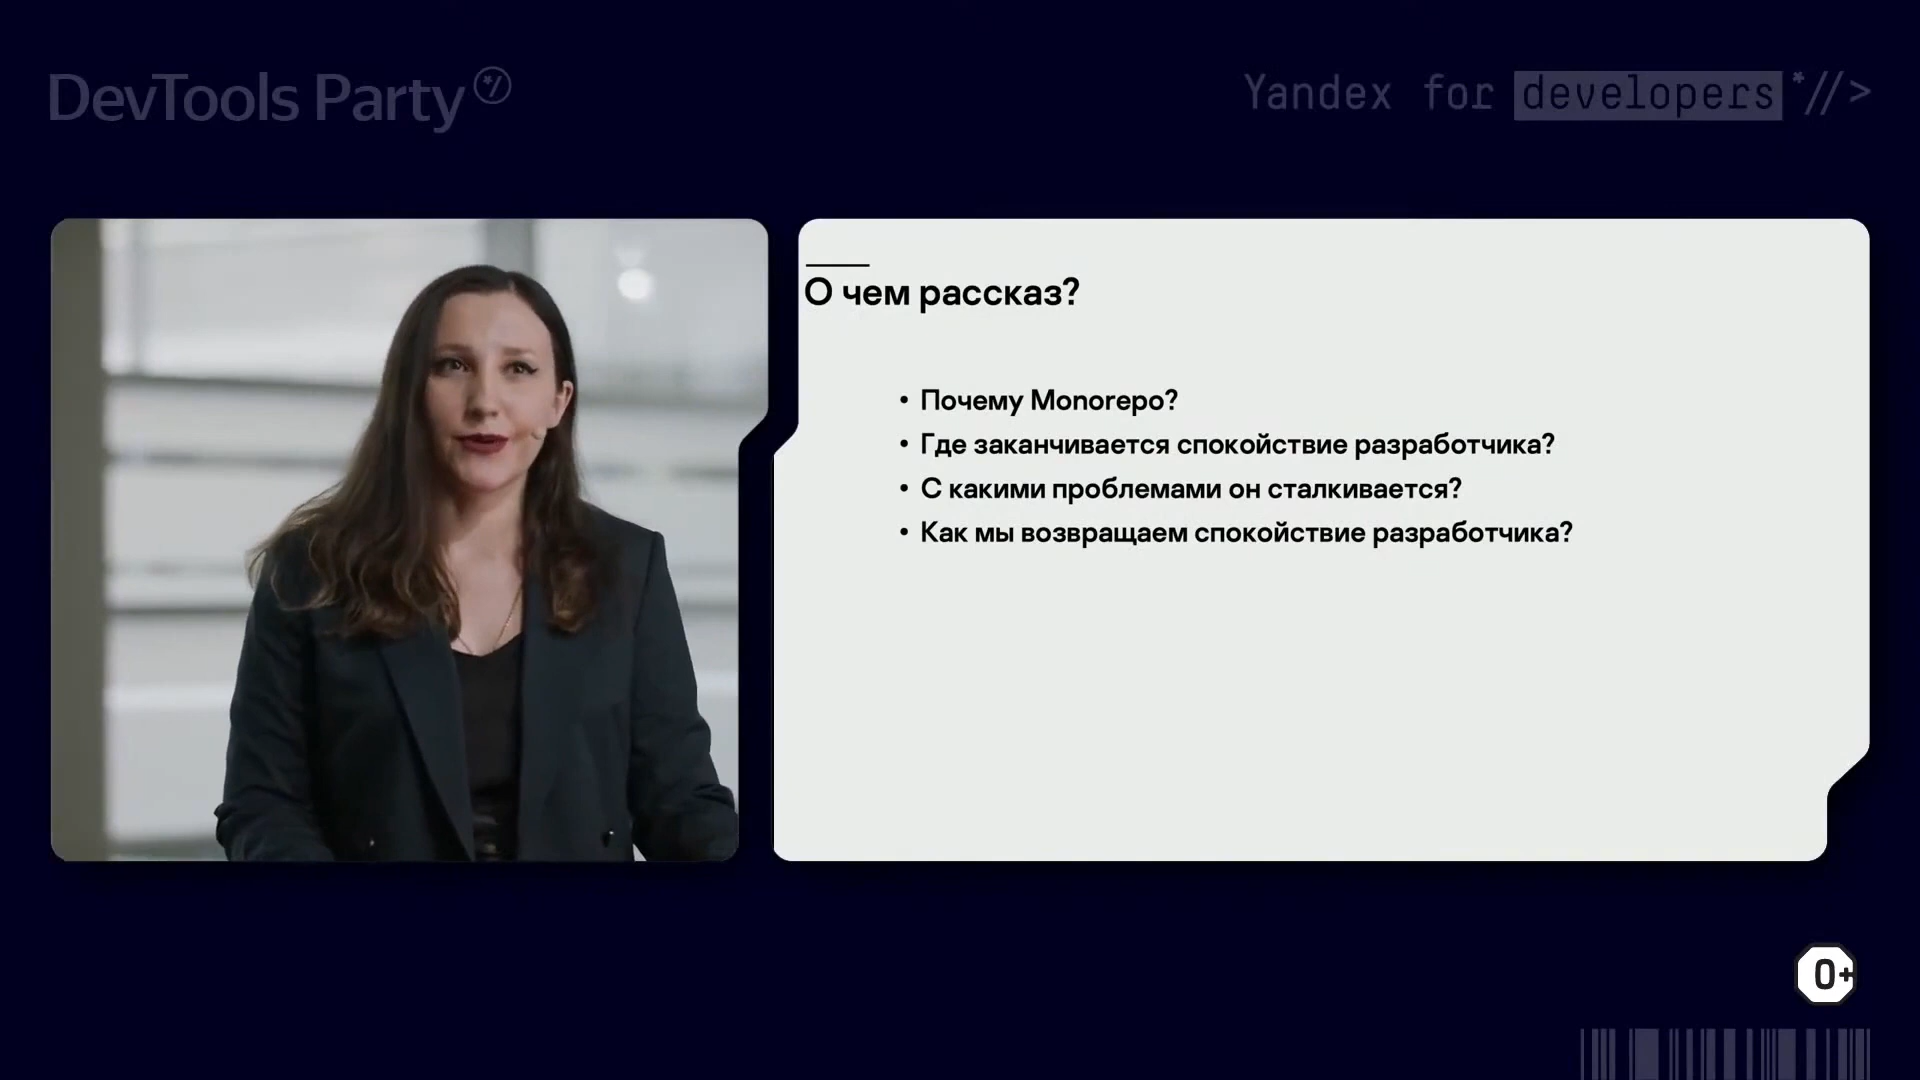 DevTools Party
Yandex for developers *//>
О чем рассказ?
• Почему Monorepo?
• Где заканчивается спокойствие разработчика?
• С какими проблемами он сталкивается?
• Как мы возвращаем спокойствие разработчика?
0+